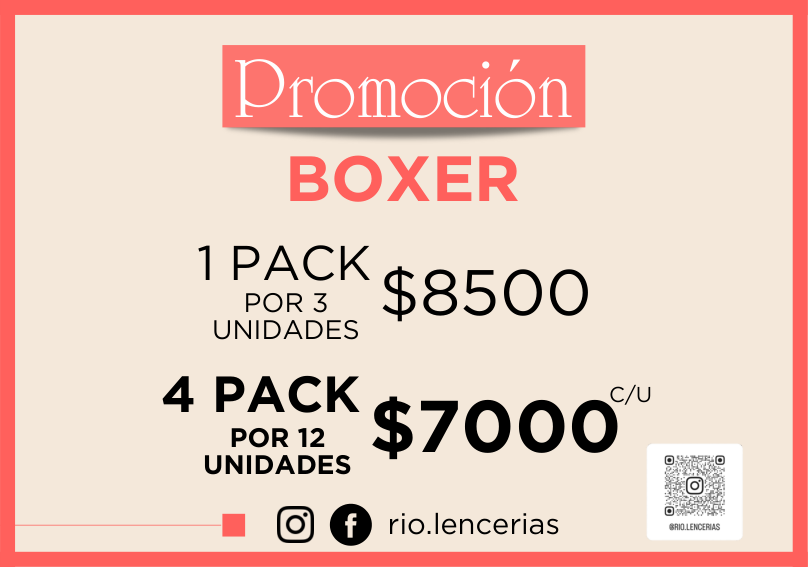 Promoción
BOXER
1 PACK
POR 3
UNIDADES
$8500
4 PACK
POR 12
UNIDADES
$7000
C/U
rio.lencerias
@RIO.LENCERIAS